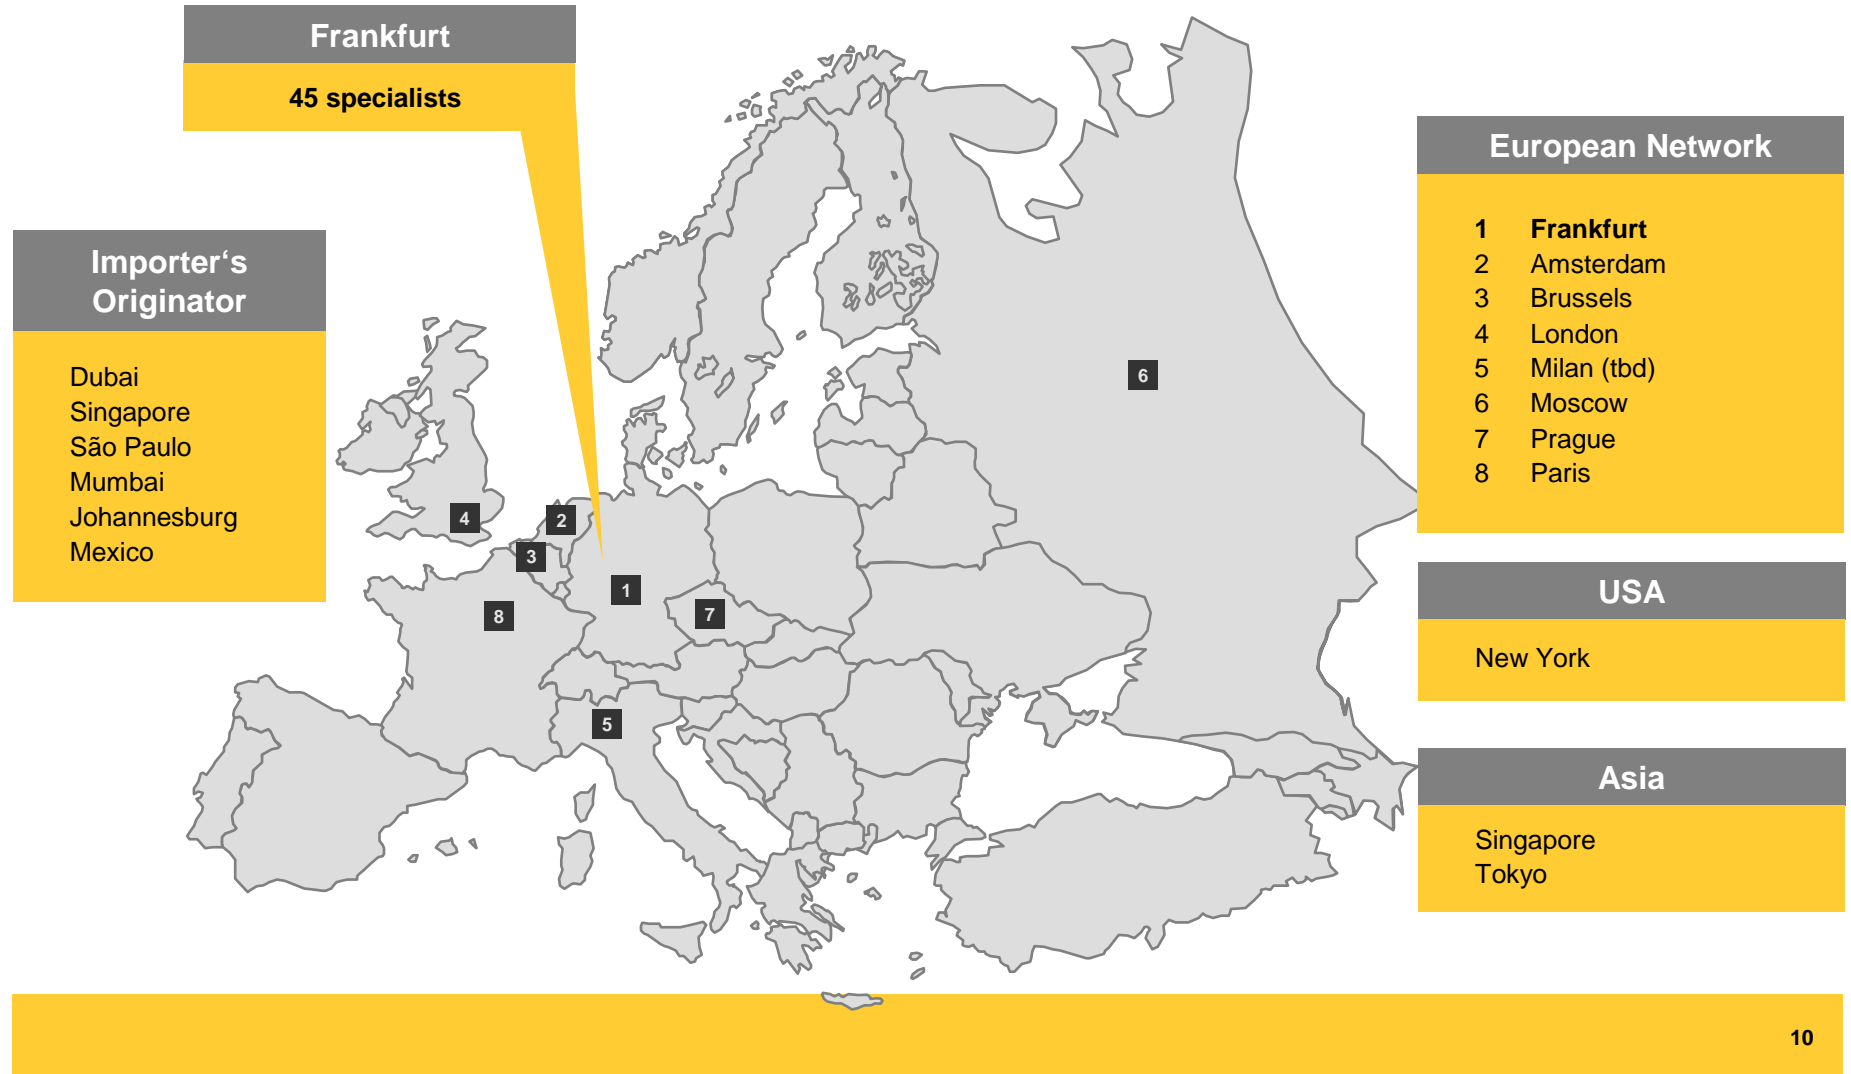 Frankfurt
45 specialists
Importer‘s
Originator
Dubai
Singapore
São Paulo
Mumbai
Johannesburg
Mexico
6
4
2
3
1
8
7
5
European Network
1 Frankfurt
2 Amsterdam
3 Brussels
4 London
5 Milan (tbd)
6 Moscow
7 Prague
8 Paris
USA
New York
Asia
Singapore
Tokyo
10